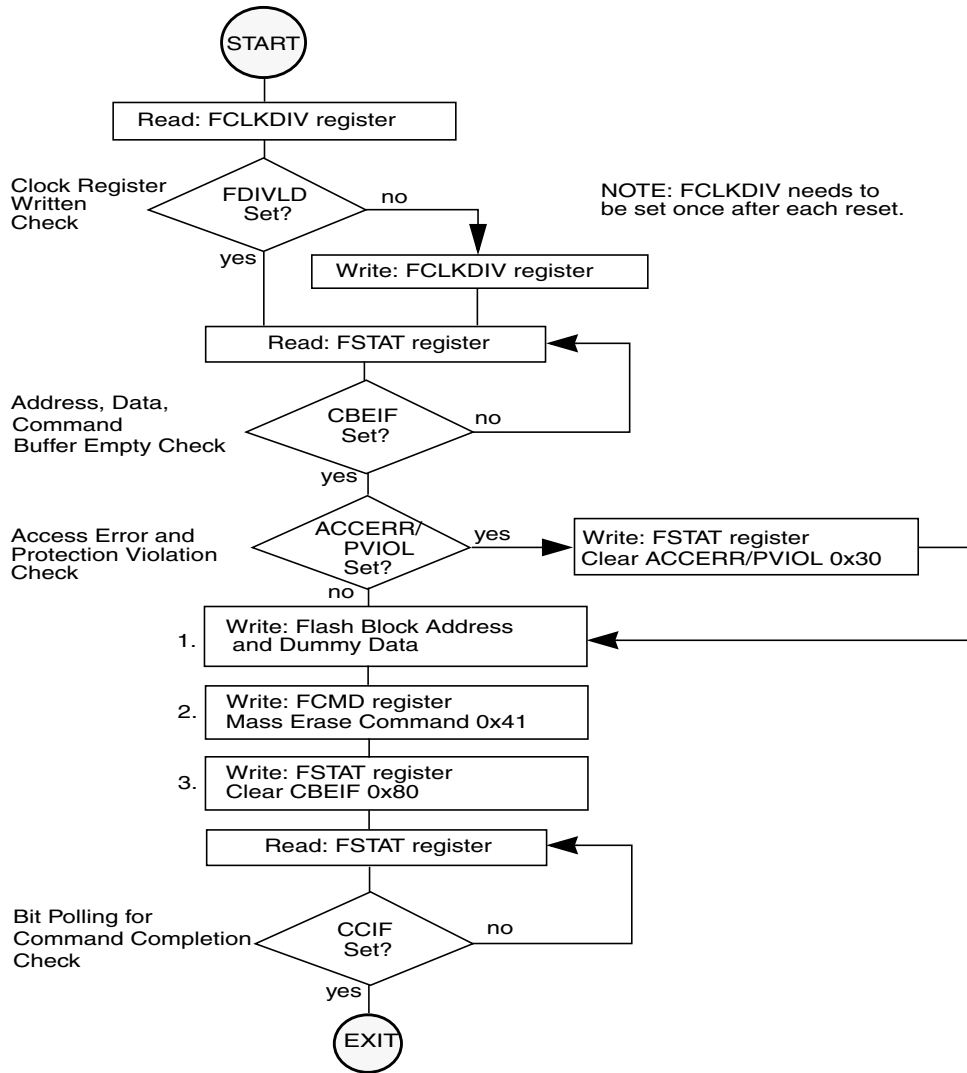 START
Read: FCLKDIV register
Clock Register
Written
Check
FDIVLD
Set?
no
yes
NOTE: FCLKDIV needs to
be set once after each reset.
Write: FCLKDIV register
Read: FSTAT register
Address, Data,
Command
Buffer Empty Check
CBEIF
Set?
no
yes
Access Error and
Protection Violation
Check
ACCERR/
PVIOL
Set?
yes
no
Write: FSTAT register
Clear ACCERR/PVIOL 0x30
1.
Write: Flash Block Address
and Dummy Data
2.
Write: FCMD register
Mass Erase Command 0x41
3.
Write: FSTAT register
Clear CBEIF 0x80
Read: FSTAT register
Bit Polling for
Command Completion
Check
CCIF
Set?
no
yes
EXIT